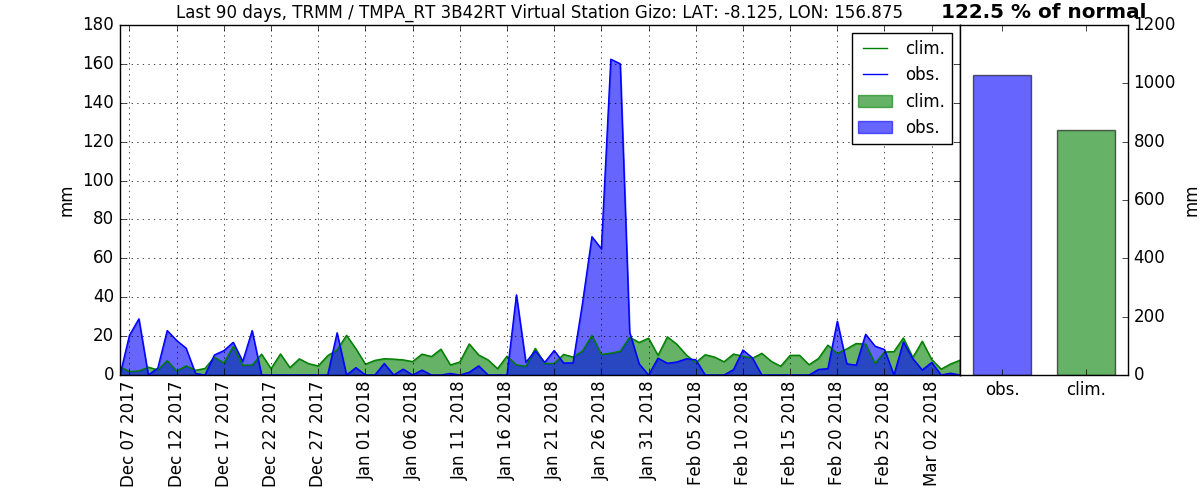 Last 90 days, TRMM / TMPA_RT 3B42RT Virtual Station Gizo: LAT: -8.125, LON: 156.875
122.5 % of normal
180
160
140
120
100
80
60
40
20
0
mm
clim.
obs.
clim.
obs.
Dec 07 2017
Dec 12 2017
Dec 17 2017
Dec 22 2017
Dec 27 2017
Jan 01 2018
Jan 06 2018
Jan 11 2018
Jan 16 2018
Jan 21 2018
Jan 26 2018
Jan 31 2018
Feb 05 2018
Feb 10 2018
Feb 15 2018
Feb 20 2018
Feb 25 2018
Mar 02 2018
1200
1000
800
600
400
200
0
mm
obs.
clim.